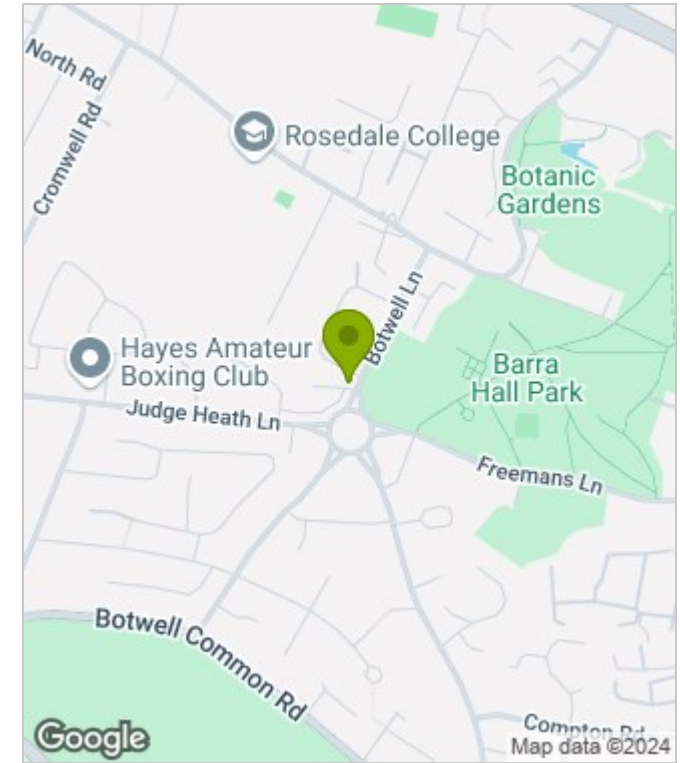 North Rd
Cromwell Rd
Rosedale College
Botanic
Gardens
Botwell Ln
Hayes Amateur
Boxing Club
Barra
Hall Park
Judge Heath Ln
Freemans Ln
Botwell Common Rd
Compton Rd
Google
Map data ©2024